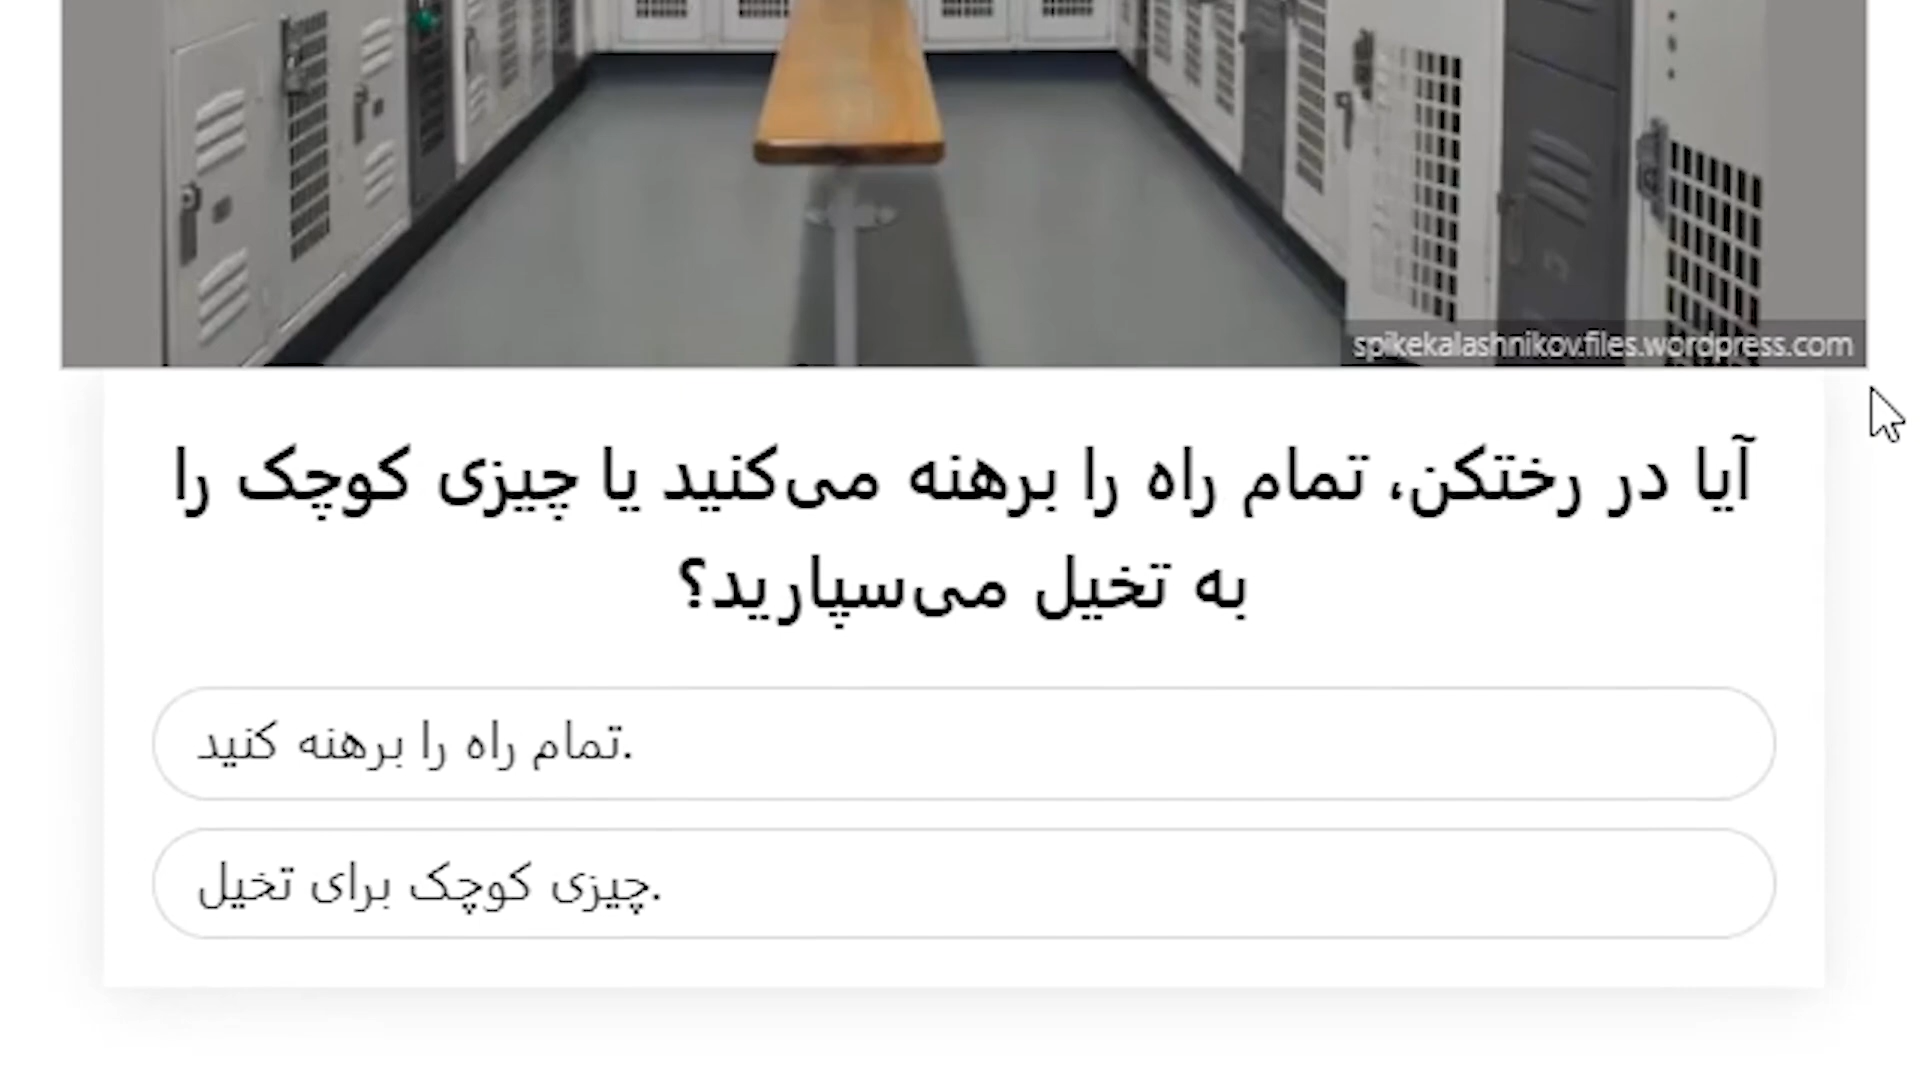 spikekalashnikov.files.wordpress.com
آیا در رختکن، تمام راه را برهنه می‌کنید یا چیزی کوچک را
به تخیل می‌سپارید؟
تمام راه را برهنه کنید.
چیزی کوچک برای تخیل.